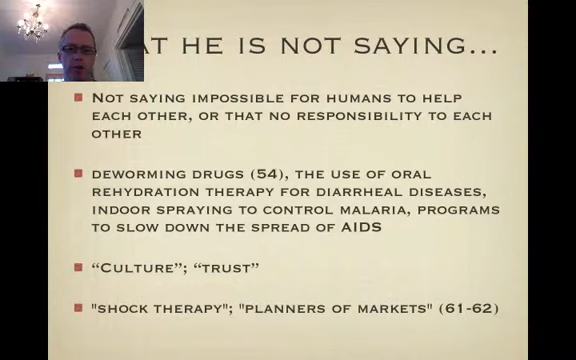 AT HE IS NOT SAYING...
NOT SAYING IMPOSSIBLE FOR HUMANS TO HELP
EACH OTHER, OR THAT NO RESPONSIBILITY TO EACH
OTHER
DEWORMING DRUGS (54), THE USE OF ORAL
REHYDRATION THERAPY FOR DIARRHEAL DISEASES,
INDOOR SPRAYING TO CONTROL MALARIA, PROGRAMS
TO SLOW DOWN THE SPREAD OF AIDS
“CULTURE”; “TRUST”
"SHOCK THERAPY"; "PLANNERS OF MARKETS" (61-62)